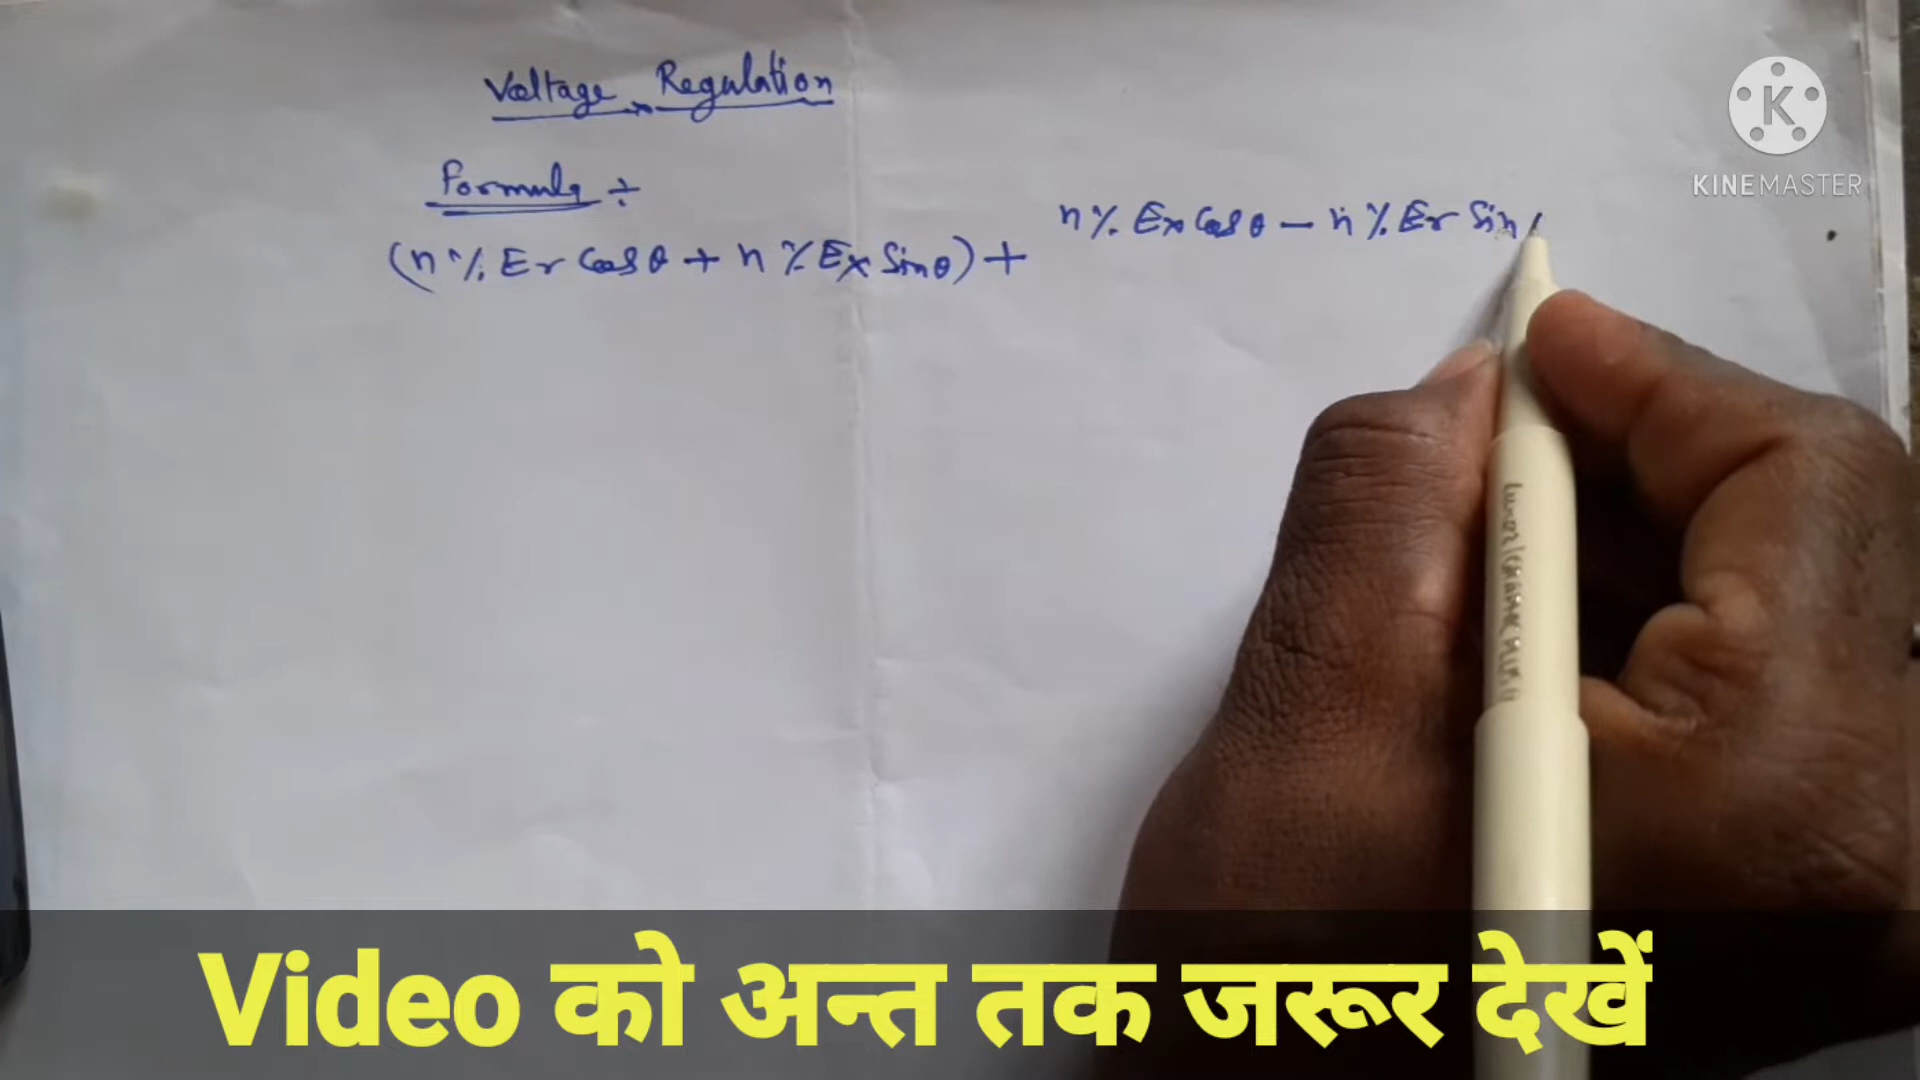 Voltage Regulation
KINEMASTER
Formula ÷
n % Ex Cosθ - n % Er Sin
(n % Er Cosθ + n % Ex Sinθ) +
Video को अन्त तक जरूर देखें